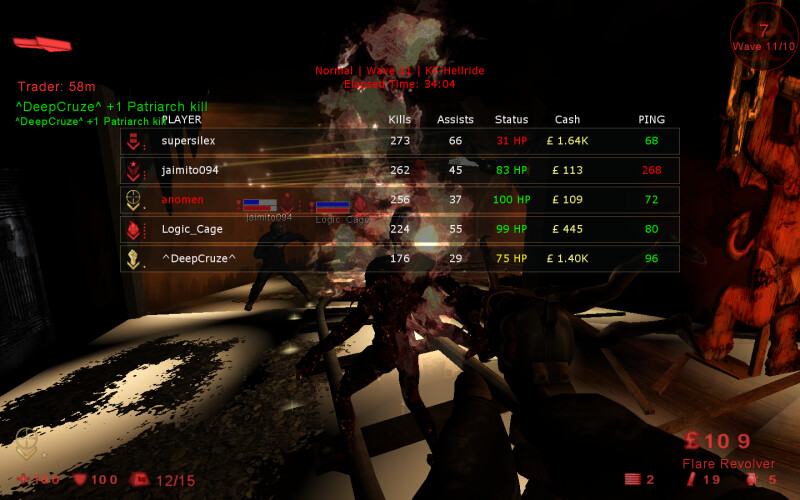 7
Wave 11/10
Normal | Wave 11 | KF-Hellride
Elapsed Time: 34:04
Trader: 58m
^DeepCruze^ +1 Patriarch kill
^DeepCruze^ +1 Patriarch kill
PLAYER Kills Assists Status Cash PING
supersilex 273 66 31 HP £ 1.64K 68
jaimito094 262 45 83 HP £ 113 268
anomen 256 37 100 HP £ 109 72
jaimito094 Logic_Cage
Logic_Cage 224 55 99 HP £ 445 80
^DeepCruze^ 176 29 75 HP £ 1.40K 96
£109
Flare Revolver
100 100 12/15 2 19 5